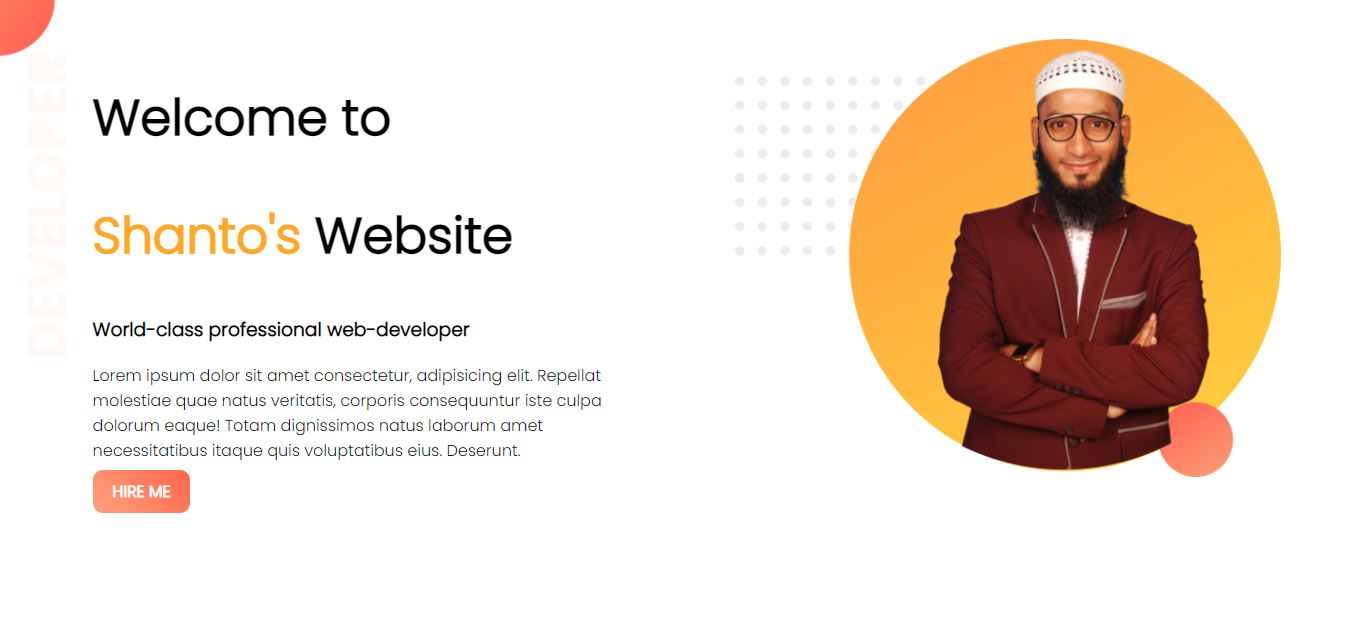 DEVELOPER
Welcome to
Shanto's Website
World-class professional web-developer
Lorem ipsum dolor sit amet consectetur, adipisicing elit. Repellat
molestiae quae natus veritatis, corporis consequuntur iste culpa
dolorum eaque! Totam dignissimos natus laborum amet
necessitatibus itaque quis voluptatibus eius. Deserunt.
HIRE ME